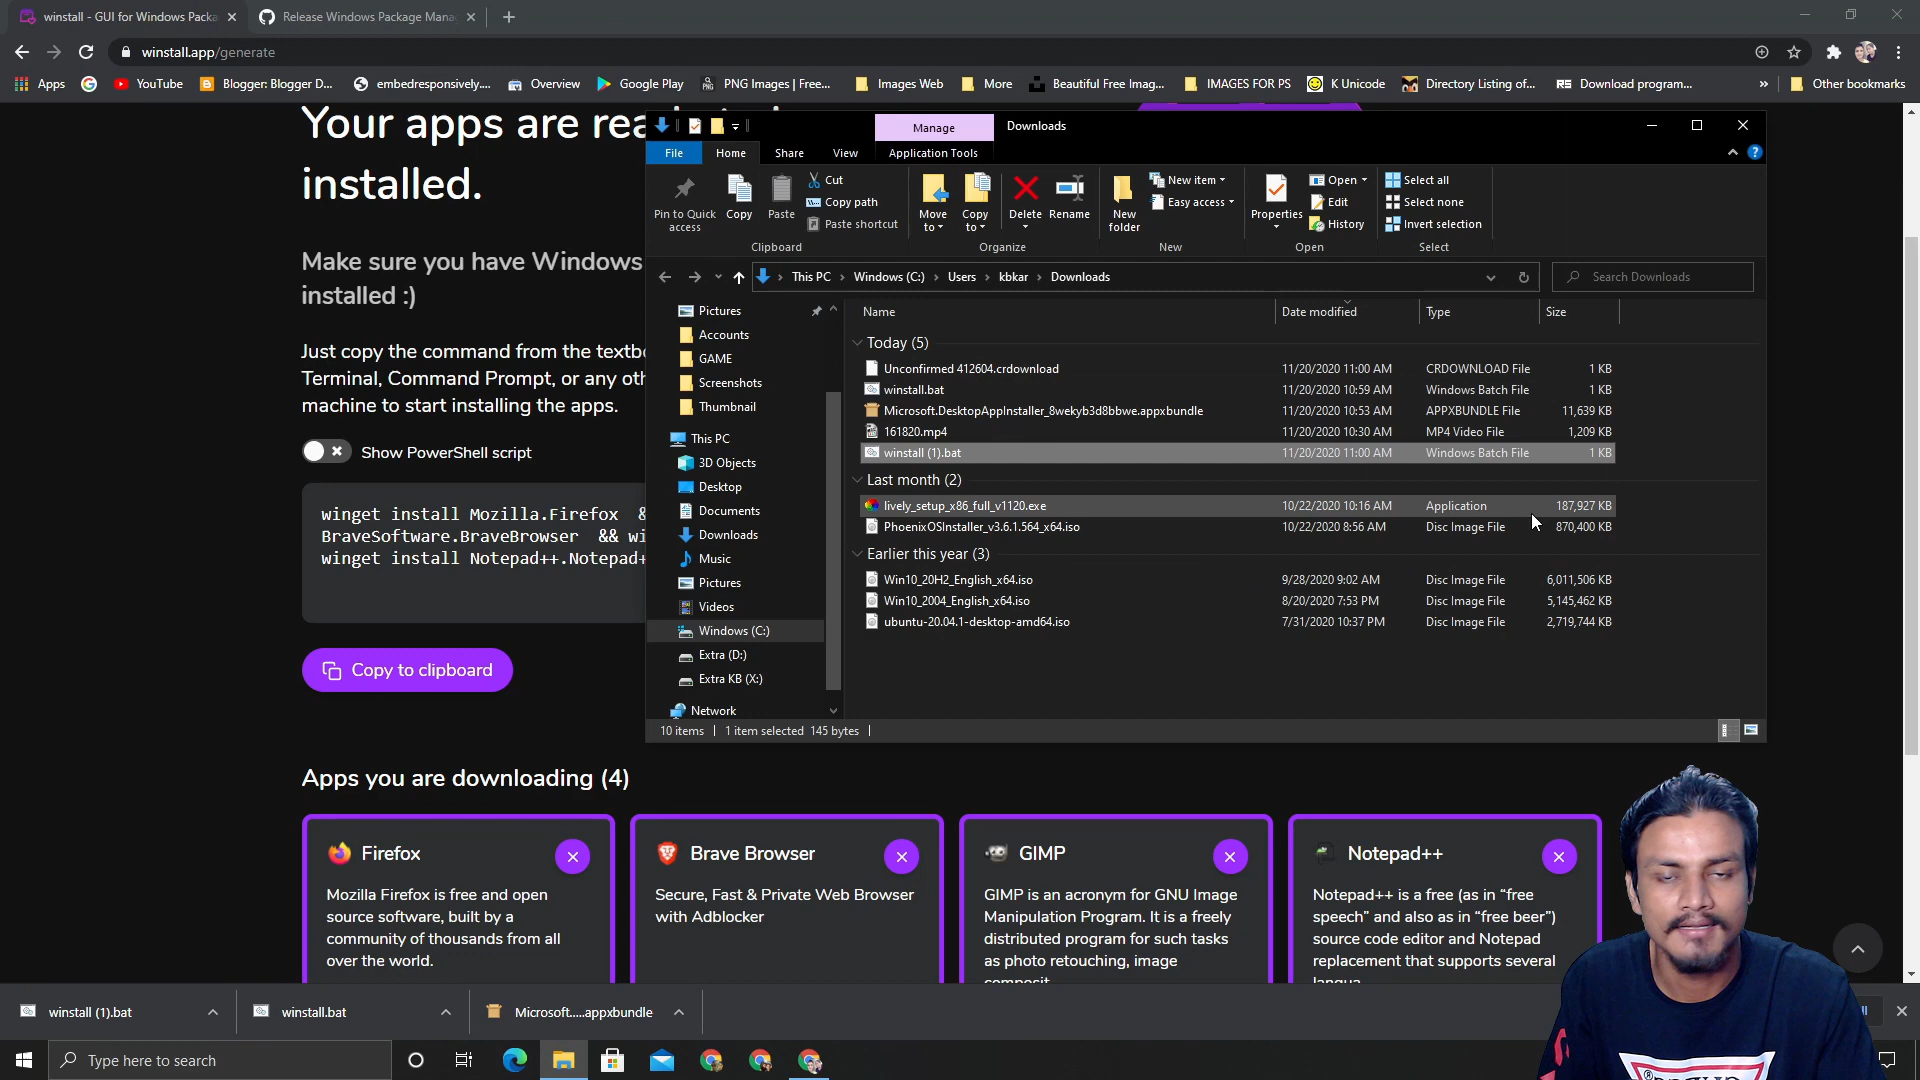 winstall - GUI for Windows Packa
Release Windows Package Mana
winstall.app/generate
Apps
YouTube
Blogger: Blogger D...
embedresponsively....
Overview
Google Play
PNG Images | Free...
Images Web
More
Beautiful Free Imag...
IMAGES FOR PS
K Unicode
Directory Listing of...
Download program...
»
Other bookmarks
Your apps are rea
installed.
Make sure you have Windows
installed :)
Just copy the command from the textb
Terminal, Command Prompt, or any oth
machine to start installing the apps.
Show PowerShell script
winget install Mozilla.Firefox &
BraveSoftware.BraveBrowser && wi
winget install Notepad++.Notepad+
Copy to clipboard
Manage
Downloads
File
Home
Share
View
Application Tools
Pin to Quick
access
Copy
Paste
Cut
Copy path
Paste shortcut
Clipboard
Move
to
Copy
to
Delete
Rename
Organize
New
folder
New item
Easy access
New
Properties
Open
Edit
History
Open
Select all
Select none
Invert selection
Select
This PC
Windows (C:)
Users
kbkar
Downloads
Search Downloads
Pictures
Accounts
GAME
Screenshots
Thumbnail
This PC
3D Objects
Desktop
Documents
Downloads
Music
Pictures
Videos
Windows (C:)
Extra (D:)
Extra KB (X:)
Network
Name Date modified Type Size
Today (5)
Unconfirmed 412604.crdownload 11/20/2020 11:00 AM CRDOWNLOAD File 1 KB
winstall.bat 11/20/2020 10:59 AM Windows Batch File 1 KB
Microsoft.DesktopAppInstaller_8wekyb3d8bbwe.appxbundle 11/20/2020 10:53 AM APPXBUNDLE File 11,639 KB
161820.mp4 11/20/2020 10:30 AM MP4 Video File 1,209 KB
winstall (1).bat 11/20/2020 11:00 AM Windows Batch File 1 KB
Last month (2)
lively_setup_x86_full_v1120.exe 10/22/2020 10:16 AM Application 187,927 KB
PhoenixOSInstaller_v3.6.1.564_x64.iso 10/22/2020 8:56 AM Disc Image File 870,400 KB
Earlier this year (3)
Win10_20H2_English_x64.iso 9/28/2020 9:02 AM Disc Image File 6,011,506 KB
Win10_2004_English_x64.iso 8/20/2020 7:53 PM Disc Image File 5,145,462 KB
ubuntu-20.04.1-desktop-amd64.iso 7/31/2020 10:37 PM Disc Image File 2,719,744 KB
10 items
1 item selected 145 bytes
Apps you are downloading (4)
Firefox
Mozilla Firefox is free and open
source software, built by a
community of thousands from all
over the world.
Brave Browser
Secure, Fast & Private Web Browser
with Adblocker
GIMP
GIMP is an acronym for GNU Image
Manipulation Program. It is a freely
distributed program for such tasks
as photo retouching, image
composit
Notepad++
Notepad++ is a free (as in “free
speech” and also as in “free beer”)
source code editor and Notepad
replacement that supports several
langua
winstall (1).bat
winstall.bat
Microsoft.....appxbundle
Type here to search